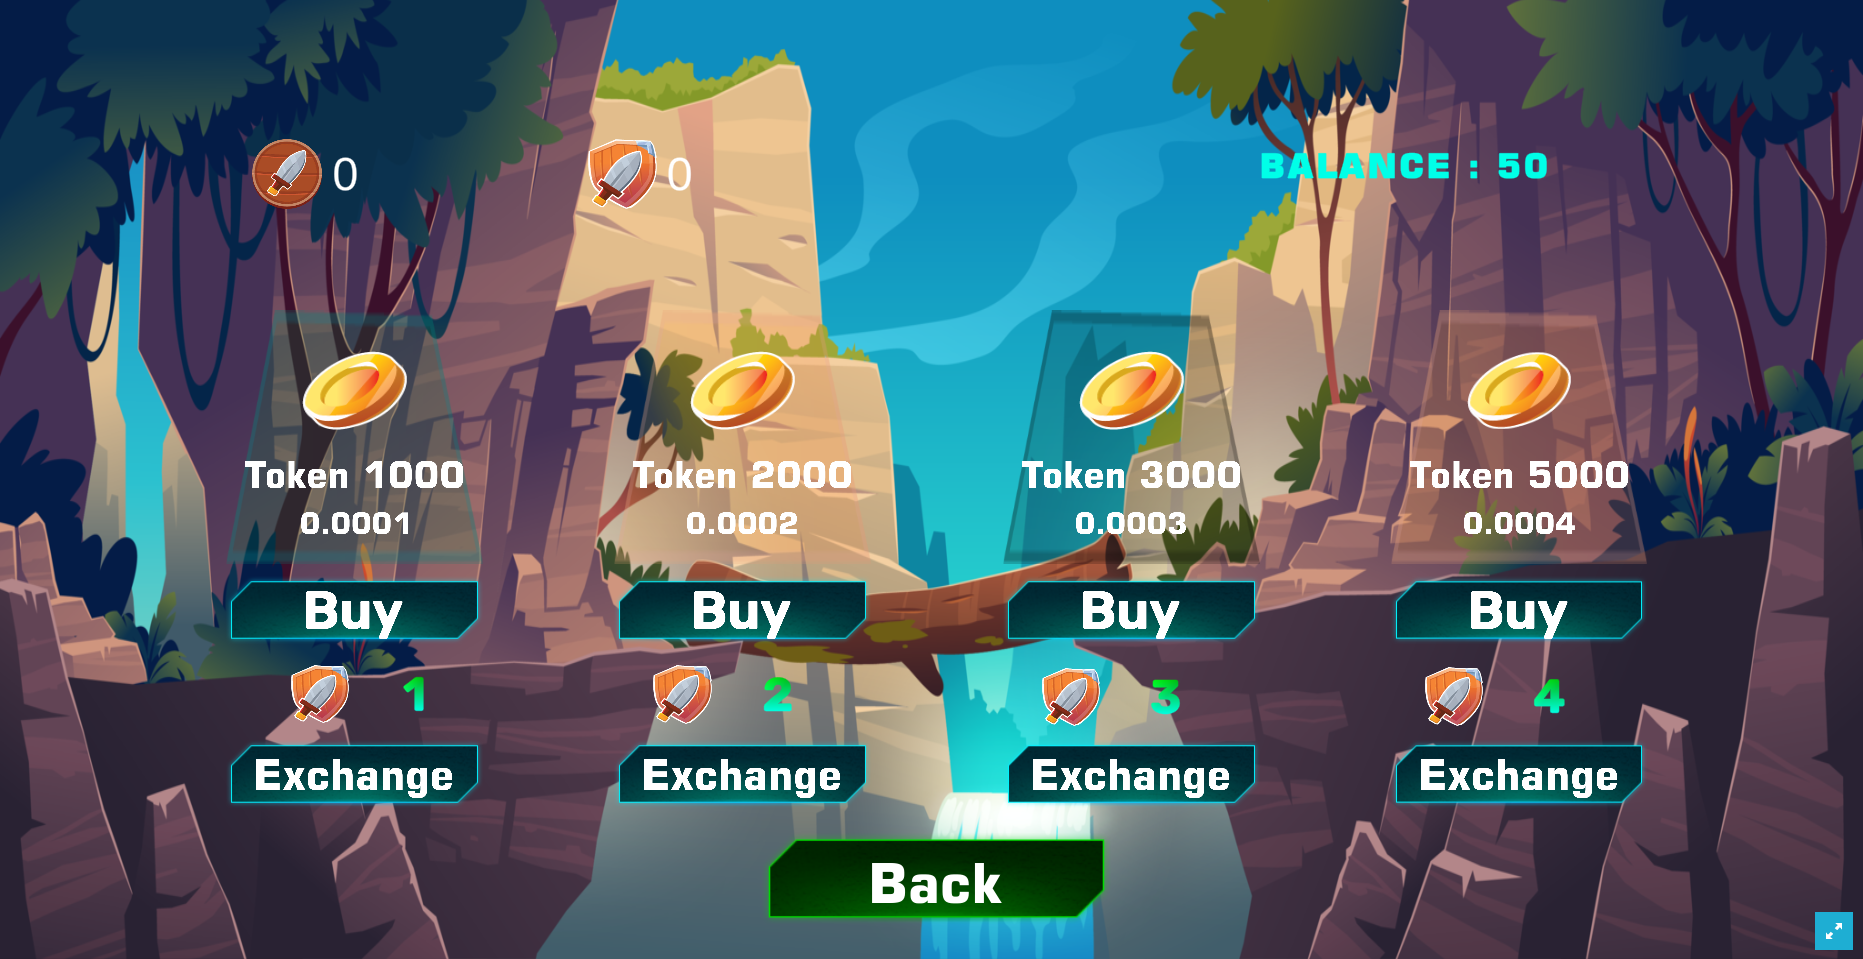 0
0
BALANCE : 50
Token 1000
Token 2000
Token 3000
Token 5000
0.0001
0.0002
0.0003
0.0004
Buy
Buy
Buy
Buy
1
2
3
4
Exchange
Exchange
Exchange
Exchange
Back